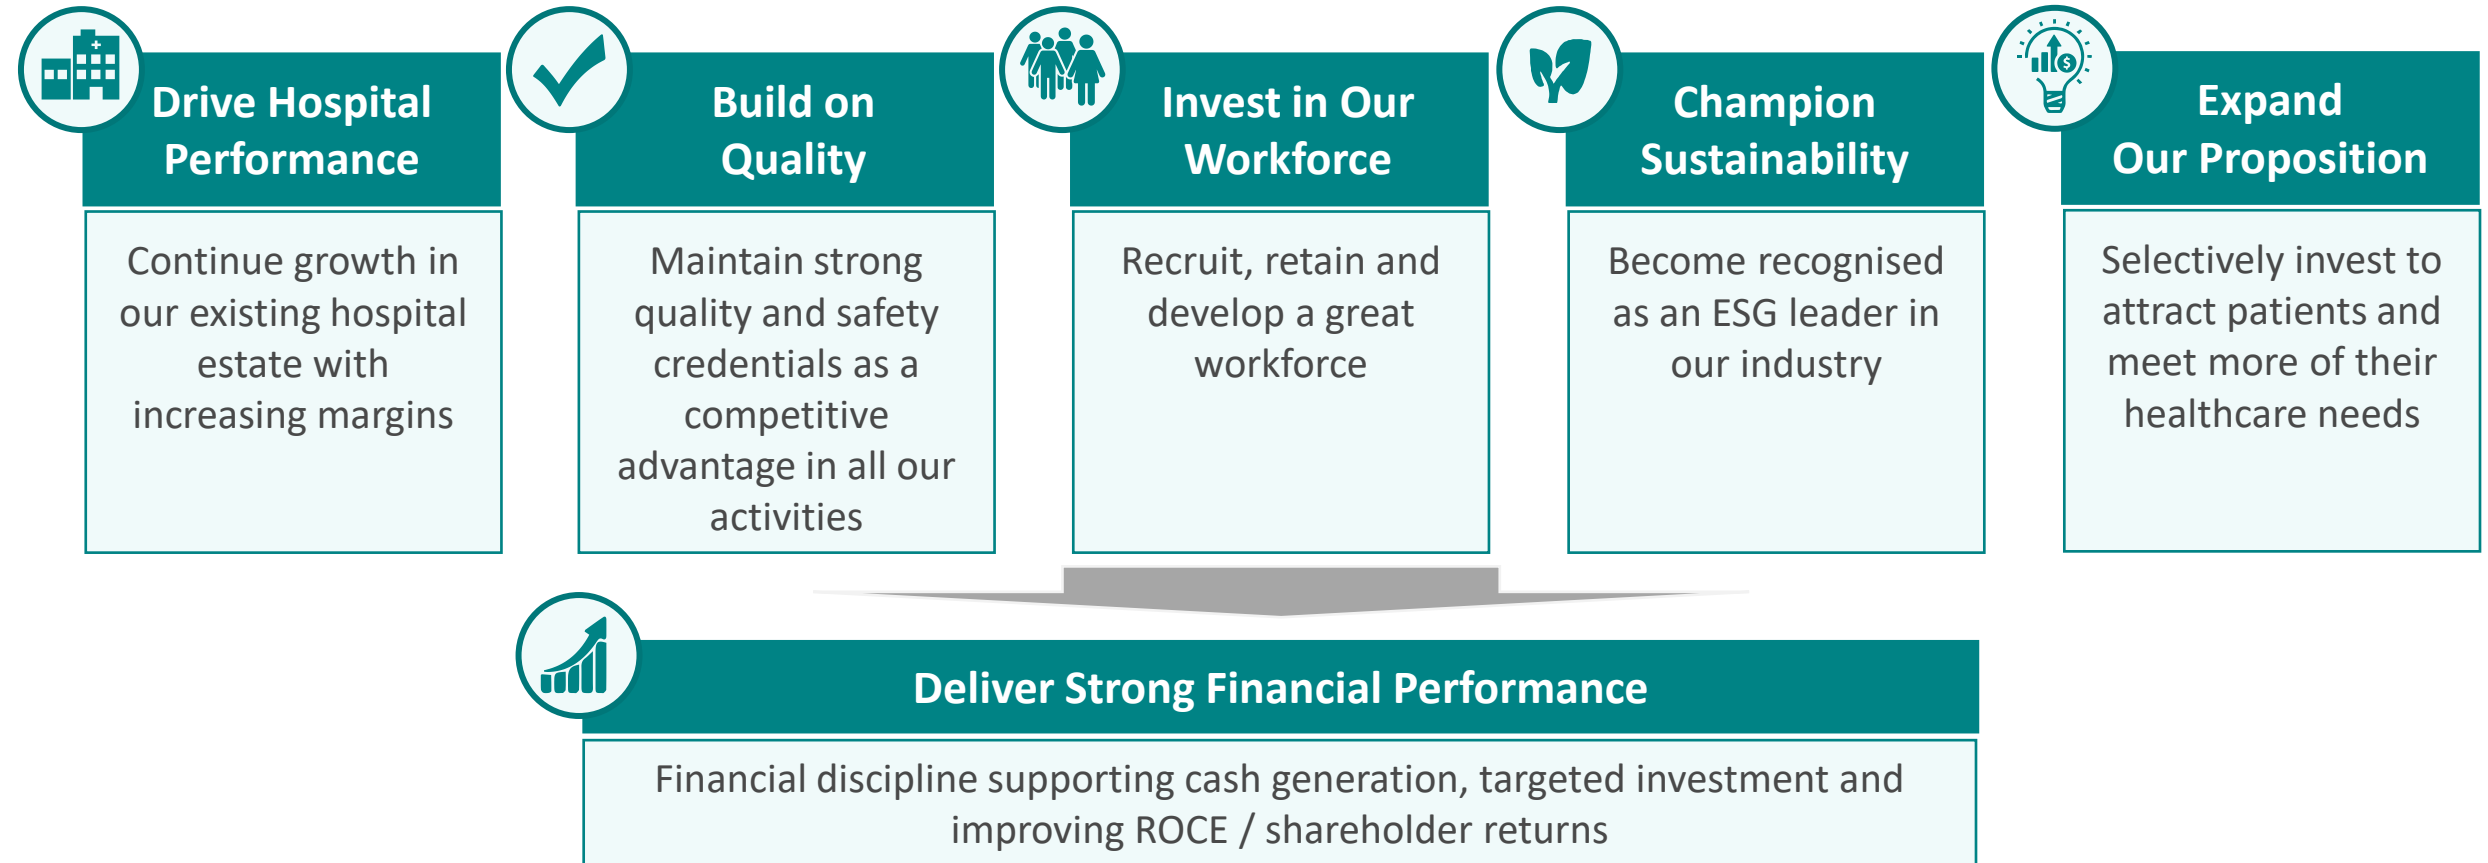 Drive Hospital
Performance
Continue growth in
our existing hospital
estate with
increasing margins
Build on
Quality
Maintain strong
quality and safety
credentials as a
competitive
advantage in all our
activities
Invest in Our
Workforce
Recruit, retain and
develop a great
workforce
Champion
Sustainability
Become recognised
as an ESG leader in
our industry
Expand
Our Proposition
Selectively invest to
attract patients and
meet more of their
healthcare needs
Deliver Strong Financial Performance
Financial discipline supporting cash generation, targeted investment and
improving ROCE / shareholder returns